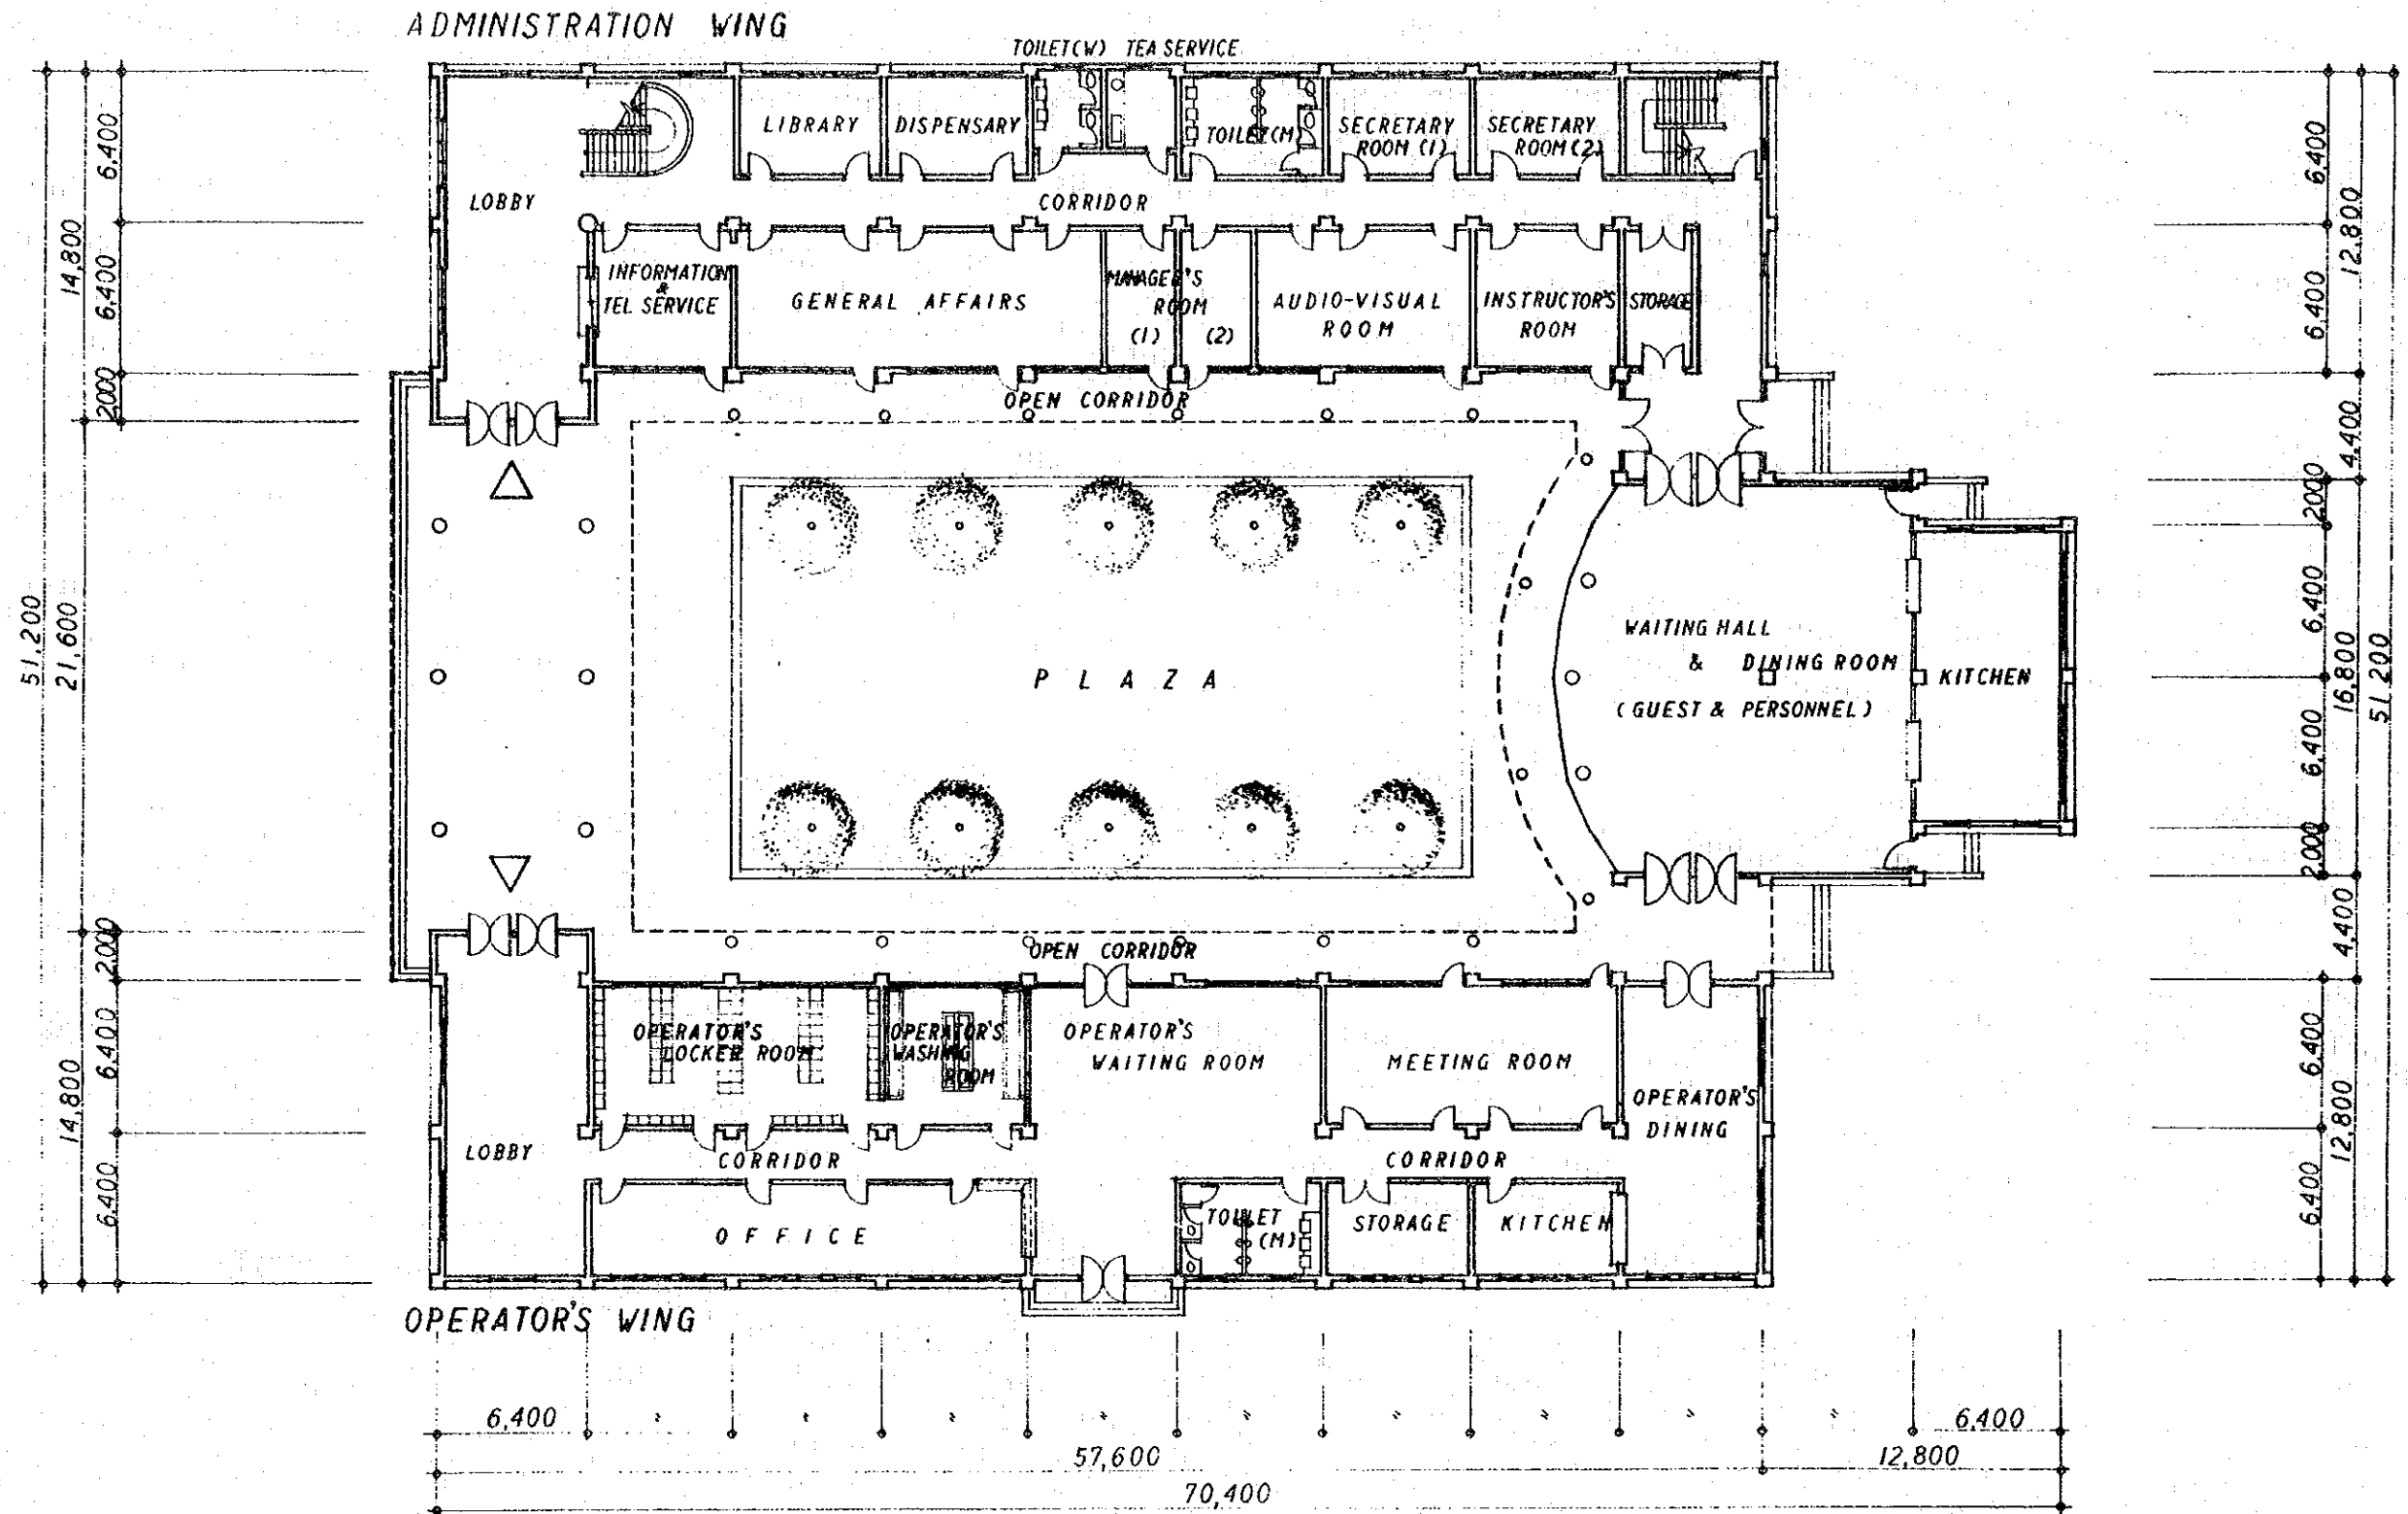 ADMINISTRATION WING
TOILET(W) TEA SERVICE
LIBRARY
DISPENSARY
TOILET(M)
SECRETARY
ROOM (1)
SECRETARY
ROOM (2)
LOBBY
CORRIDOR
INFORMATION
&
TEL SERVICE
GENERAL AFFAIRS
MANAGER'S
ROOM
(1)
(2)
AUDIO-VISUAL
ROOM
INSTRUCTOR'S
ROOM
STORAGE
OPEN CORRIDOR
PLAZA
WAITING HALL
& DINING ROOM
(GUEST & PERSONNEL)
KITCHEN
OPEN CORRIDOR
OPERATOR'S
LOCKER ROOM
OPERATOR'S
WASHING
ROOM
OPERATOR'S
WAITING ROOM
MEETING ROOM
OPERATOR'S
DINING
LOBBY
CORRIDOR
CORRIDOR
OFFICE
TOILET
(M)
STORAGE
KITCHEN
OPERATOR'S WING
51,200
14,800
21,600
14,800
6,400
6,400
2000
2,000
6,400
6,400
6,400
6,400
2000
6,400
6,400
2,000
6,400
6,400
12,800
4,400
16,800
4,400
12,800
51,200
6,400
6,400
57,600
12,800
70,400